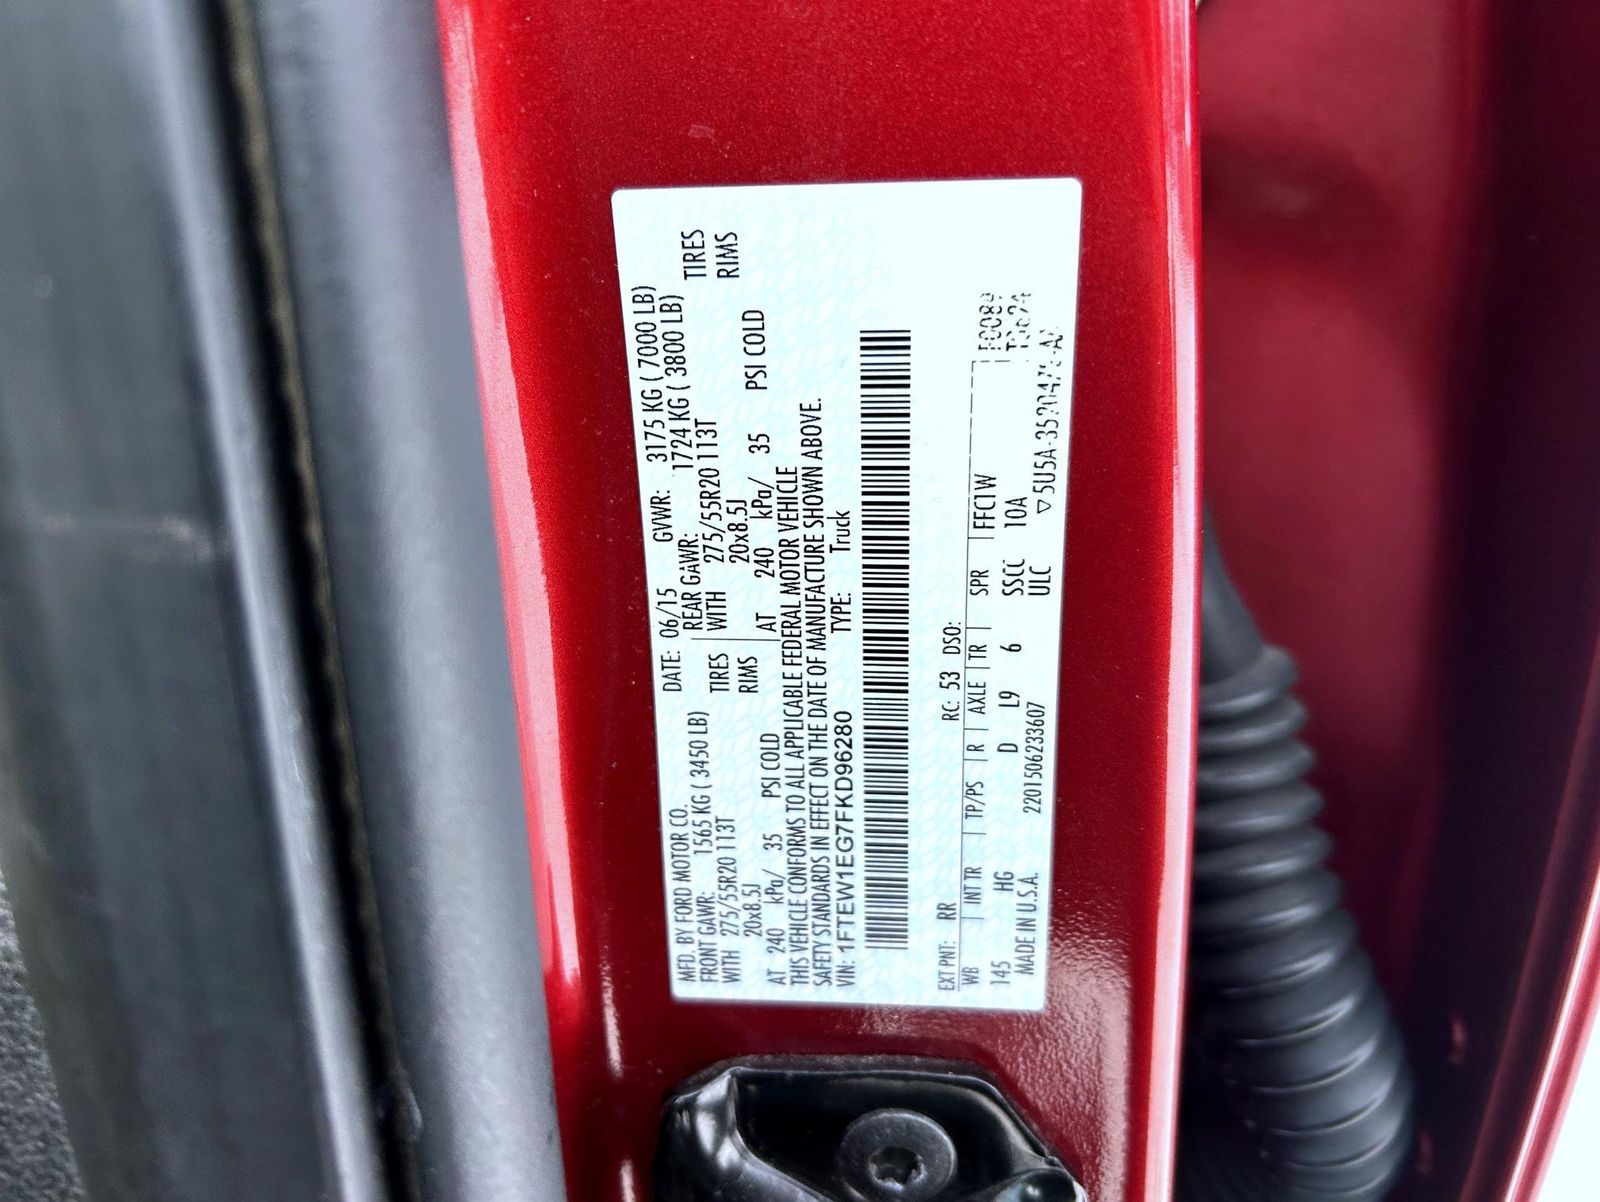 MFD. BY FORD MOTOR CO. DATE: 06/15 GVWR: 3175 KG ( 7000 LB)
FRONT GAWR: 1565 KG ( 3450 LB) REAR GAWR: 1724 KG ( 3800 LB)
WITH 275/55R20 113T TIRES WITH 275/55R20 113T TIRES
20x8.5J RIMS 20x8.5J RIMS
AT 240 kPa/ 35 PSI COLD AT 240 kPa/ 35 PSI COLD
THIS VEHICLE CONFORMS TO ALL APPLICABLE FEDERAL MOTOR VEHICLE
SAFETY STANDARDS IN EFFECT ON THE DATE OF MANUFACTURE SHOWN ABOVE.
VIN: 1FTEW1EG7FKD96280 TYPE: Truck
EXT PNT: RR RC: 53 DSO:
WB INT TR TP/PS R AXLE TR SPR FFC1W F0089
145 HG D L9 6 SSCC 10A
MADE IN U.S.A. 2201506233607 ULC